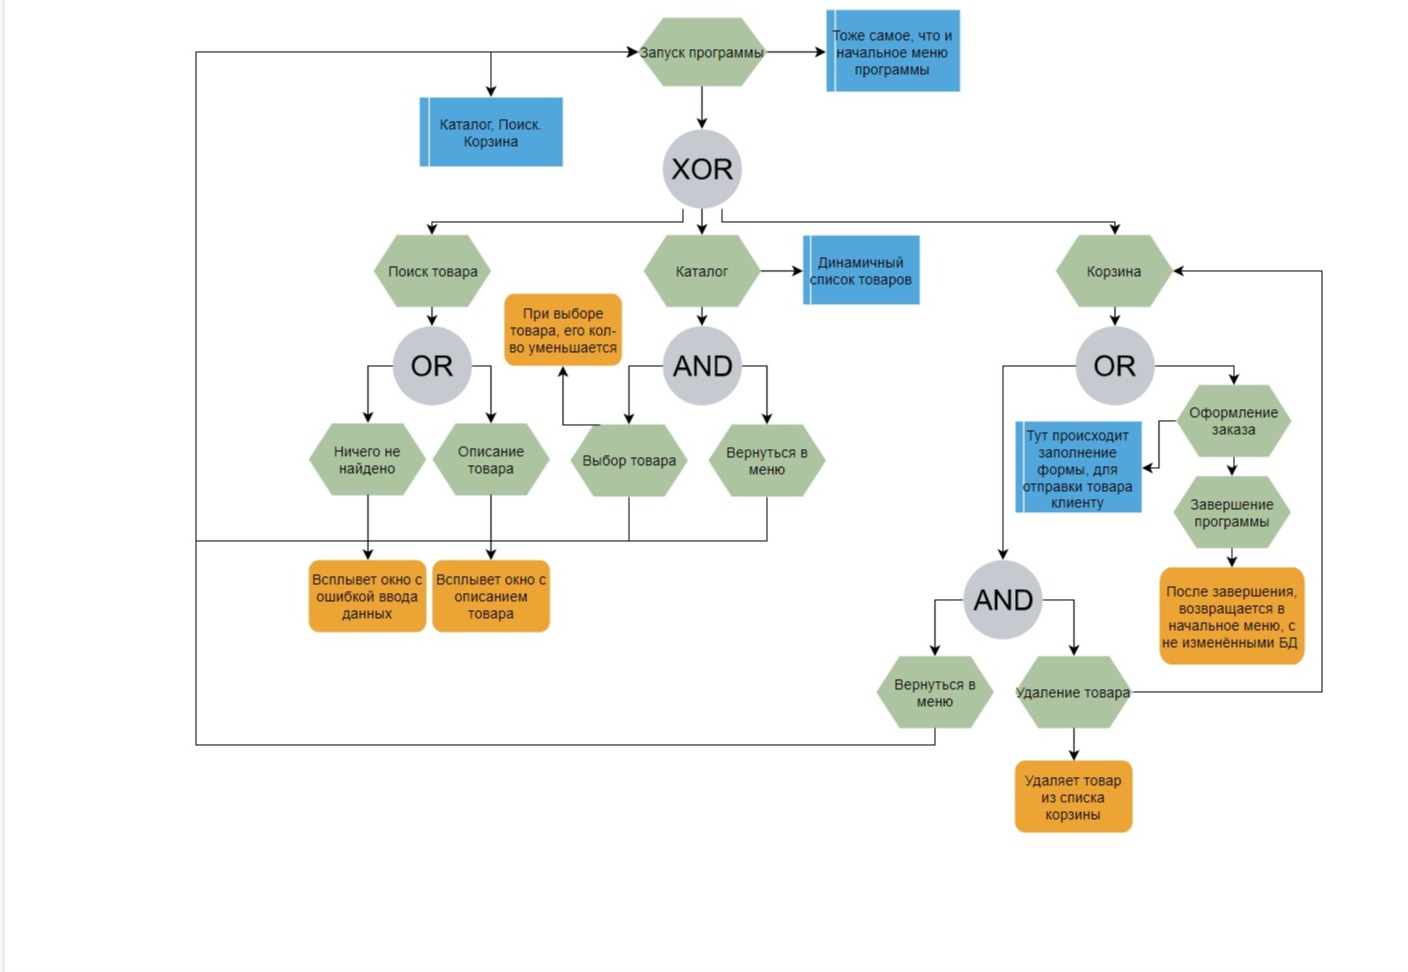 Запуск программы
Тоже самое, что и
начальное меню
программы
Каталог, Поиск.
Корзина
XOR
Поиск товара
Каталог
Динамичный
список товаров
Корзина
При выборе
товара, его кол-
во уменьшается
OR
AND
OR
Оформление
заказа
Ничего не
найдено
Описание
товара
Выбор товара
Вернуться в
меню
Тут происходит
заполнение
формы, для
отправки товара
клиенту
Завершение
программы
Всплывет окно с
ошибкой ввода
данных
Всплывет окно с
описанием
товара
AND
После завершения,
возвращается в
начальное меню, с
не изменёнными БД
Вернуться в
меню
Удаление товара
Удаляет товар
из списка
корзины